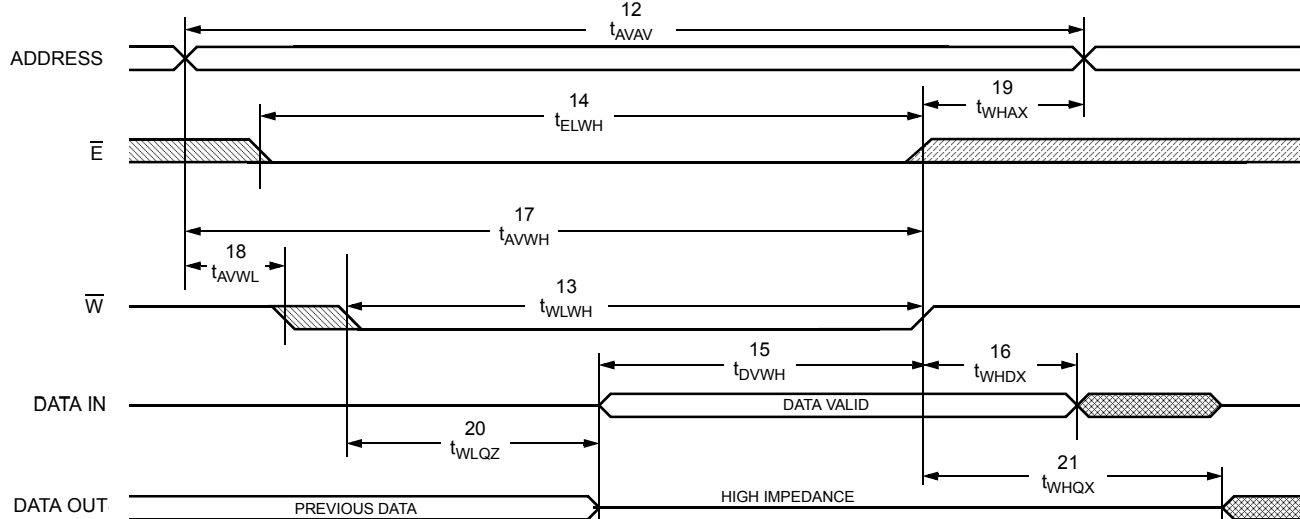 12
tAVAV
ADDRESS
19
tWHAX
14
tELWH
E̅
17
tAVWH
18
tAVWL
W̅
13
tWLWH
15
tDVWH
16
tWHDX
DATA IN
DATA VALID
20
tWLQZ
21
tWHQX
DATA OUT
PREVIOUS DATA
HIGH IMPEDANCE